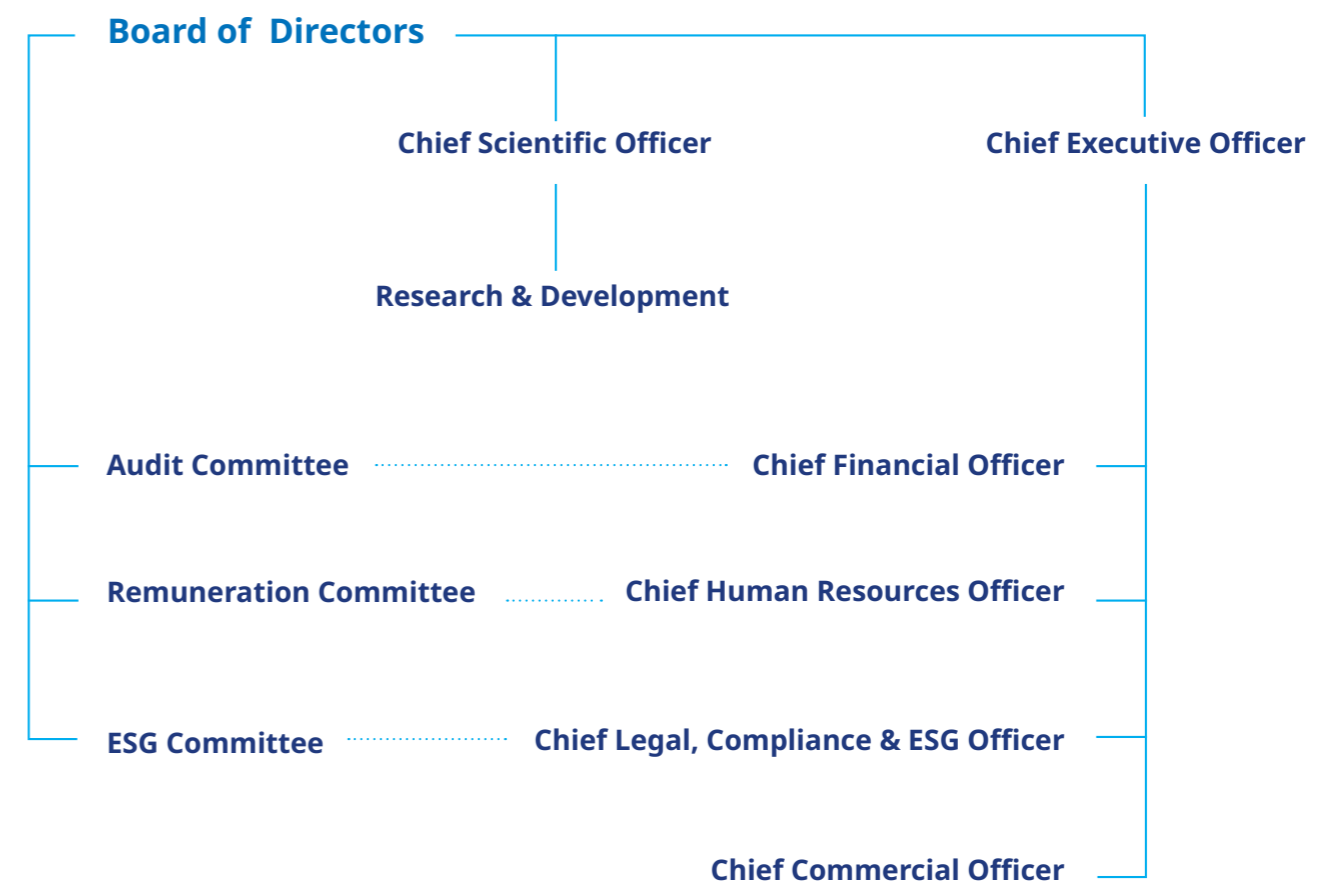 Board of  Directors
Chief Scientific Officer
Chief Executive Officer
Research & Development
Audit Committee
Chief Financial Officer
Remuneration Committee
Chief Human Resources Officer
ESG Committee
Chief Legal, Compliance & ESG Officer
Chief Commercial Officer